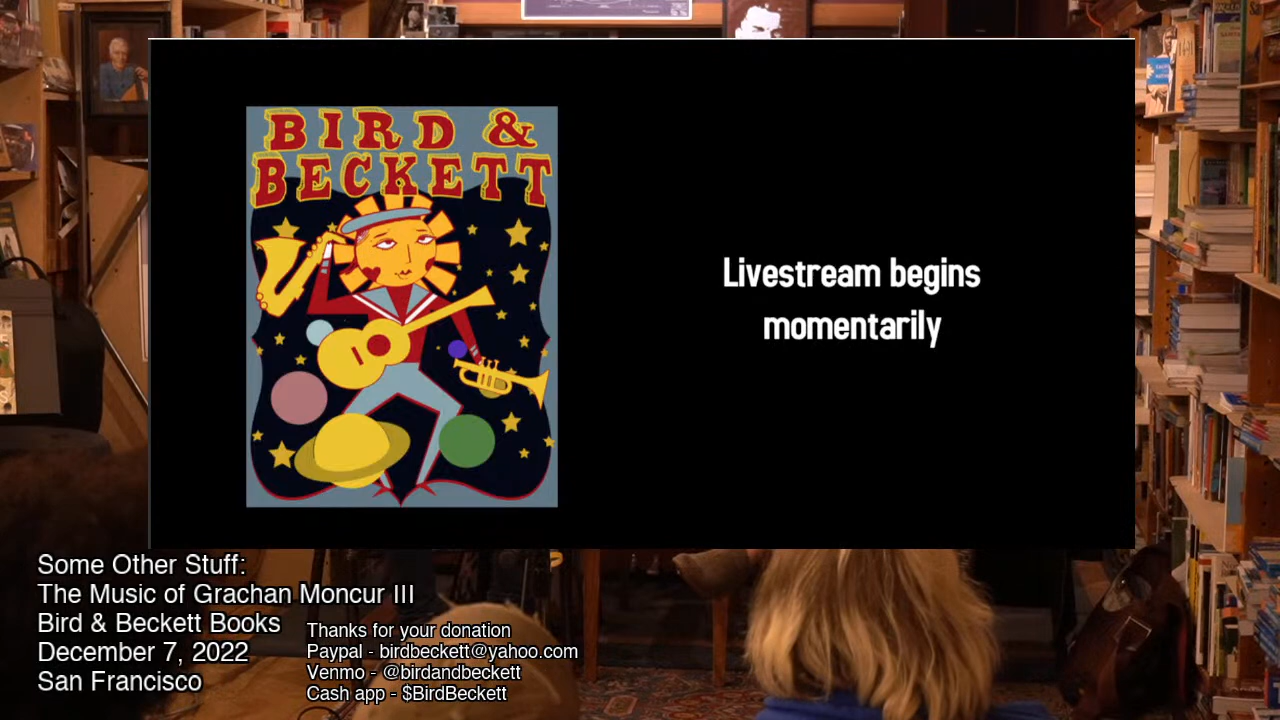 BIRD &
BECKETT
Livestream begins
momentarily
Some Other Stuff:
The Music of Grachan Moncur III
Bird & Beckett Books
December 7, 2022
San Francisco
Thanks for your donation
Paypal - birdbeckett@yahoo.com
Venmo - @birdandbeckett
Cash app - $BirdBeckett